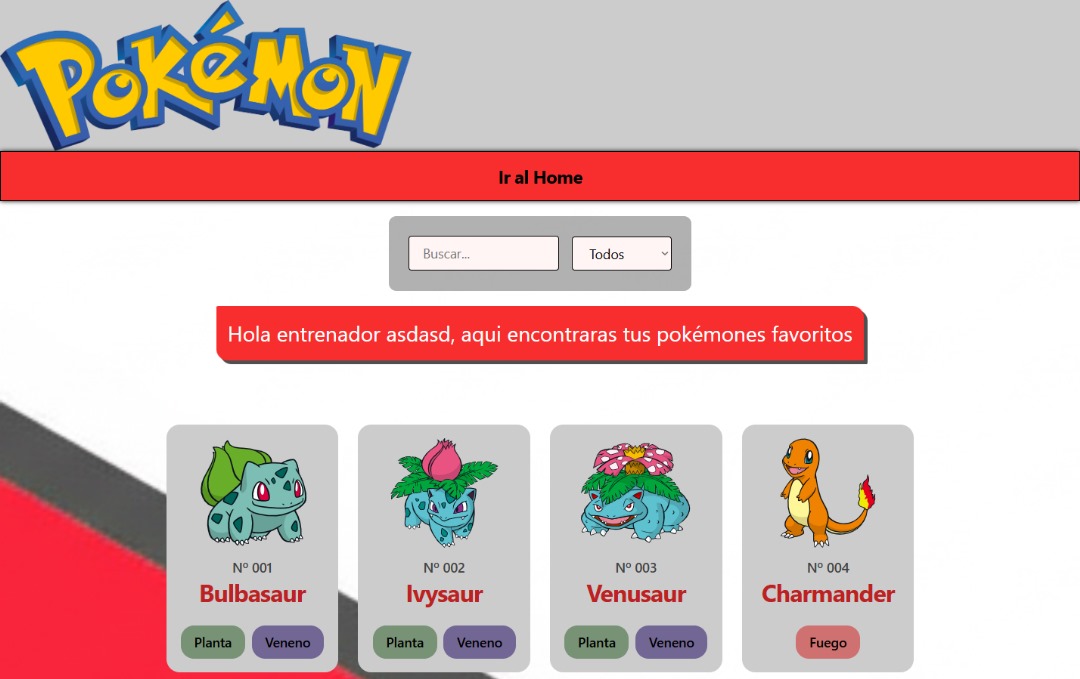 POKéMON
Ir al Home
Buscar...
Todos
Hola entrenador asdasd, aqui encontraras tus pokémones favoritos
Nº 001
Bulbasaur
Planta Veneno
Nº 002
Ivysaur
Planta Veneno
Nº 003
Venusaur
Planta Veneno
Nº 004
Charmander
Fuego